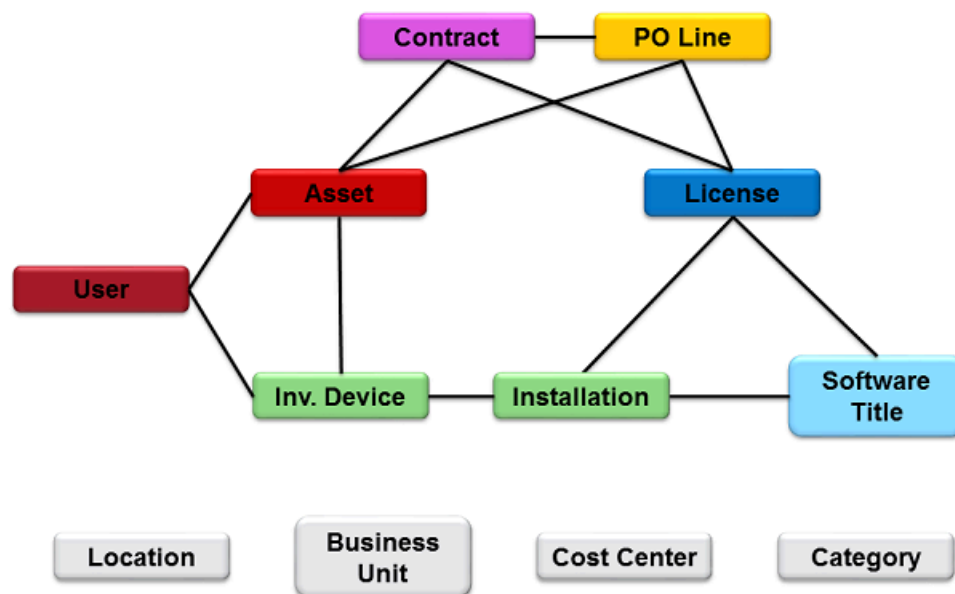 Contract
PO Line
Asset
License
User
Inv. Device
Installation
Software
Title
Location
Business
Unit
Cost Center
Category